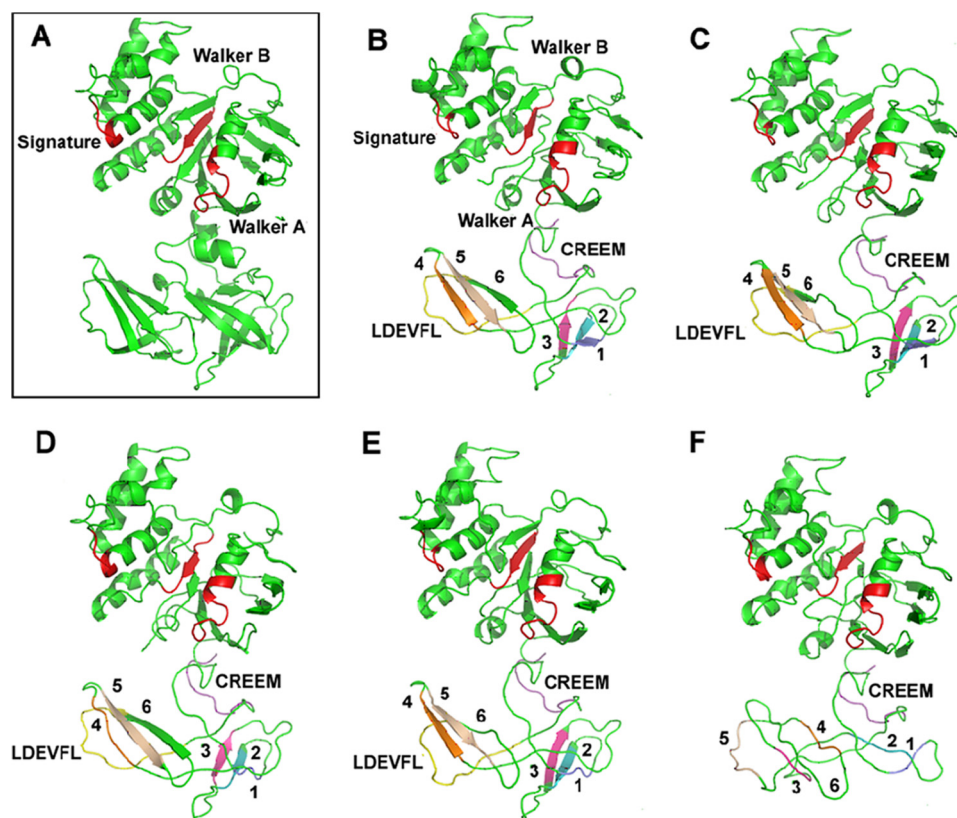 A
Walker B
Signature
Walker A
B
Walker B
Signature
Walker A
CREEM
4
5
6
LDEVFL
3
2
1
C
CREEM
4
5
6
LDEVFL
3
2
1
D
CREEM
5
6
4
LDEVFL
3
2
1
E
CREEM
4
5
6
LDEVFL
3
2
1
F
CREEM
5
4
2
1
3
6